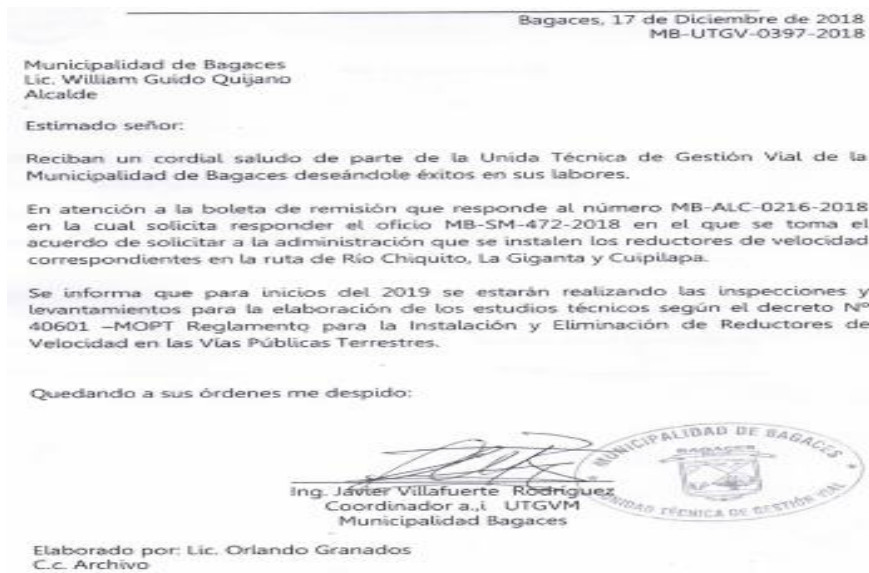 Bagaces, 17 de Diciembre de 2018
MB-UTGV-0397-2018
Municipalidad de Bagaces
Lic. William Guido Quijano
Alcalde
Estimado señor:
Reciban un cordial saludo de parte de la Unida Técnica de Gestión Vial de la
Municipalidad de Bagaces deseándole éxitos en sus labores.
En atención a la boleta de remisión que responde al número MB-ALC-0216-2018
en la cual solicita responder el oficio MB-SM-472-2018 en el que se toma el
acuerdo de solicitar a la administración que se instalen los reductores de velocidad
correspondientes en la ruta de Río Chiquito, La Giganta y Cuipilapa.
Se informa que para inicios del 2019 se estarán realizando las inspecciones y
levantamientos para la elaboración de los estudios técnicos según el decreto Nº
40601 –MOPT Reglamento para la Instalación y Eliminación de Reductores de
Velocidad en las Vías Públicas Terrestres.
Quedando a sus órdenes me despido:
MUNICIPALIDAD DE BAGACES
BAGACES
UNIDAD TÉCNICA DE GESTIÓN VIAL
Ing. Javier Villafuerte Rodríguez
Coordinador a.,i UTGVM
Municipalidad Bagaces
Elaborado por: Lic. Orlando Granados
C.c. Archivo